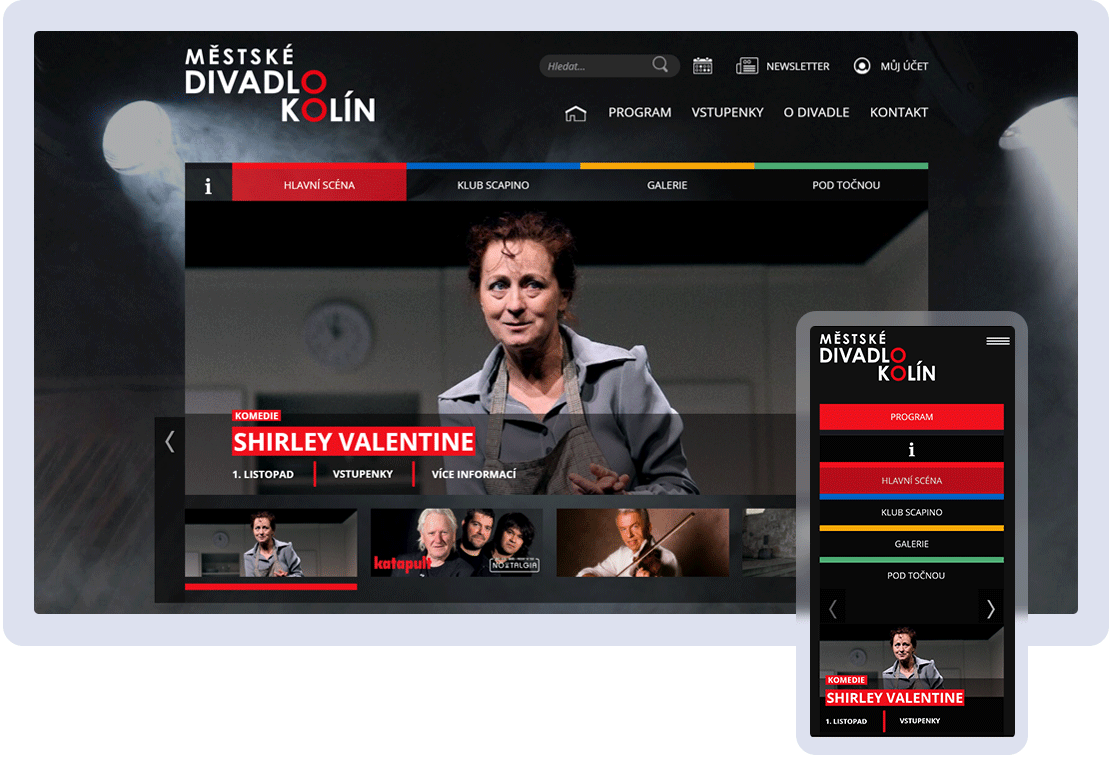 MĚSTSKÉ
DIVADLO
KOLÍN
Hledat...
NEWSLETTER
MŮJ ÚČET
PROGRAM VSTUPENKY O DIVADLE KONTAKT
i HLAVNÍ SCÉNA KLUB SCAPINO GALERIE POD TOČNOU
KOMEDIE
SHIRLEY VALENTINE
1. LISTOPAD VSTUPENKY VÍCE INFORMACÍ
katapult
NOSTALGIA
MĚSTSKÉ
DIVADLO
KOLÍN
PROGRAM
i
HLAVNÍ SCÉNA
KLUB SCAPINO
GALERIE
POD TOČNOU
KOMEDIE
SHIRLEY VALENTINE
1. LISTOPAD VSTUPENKY